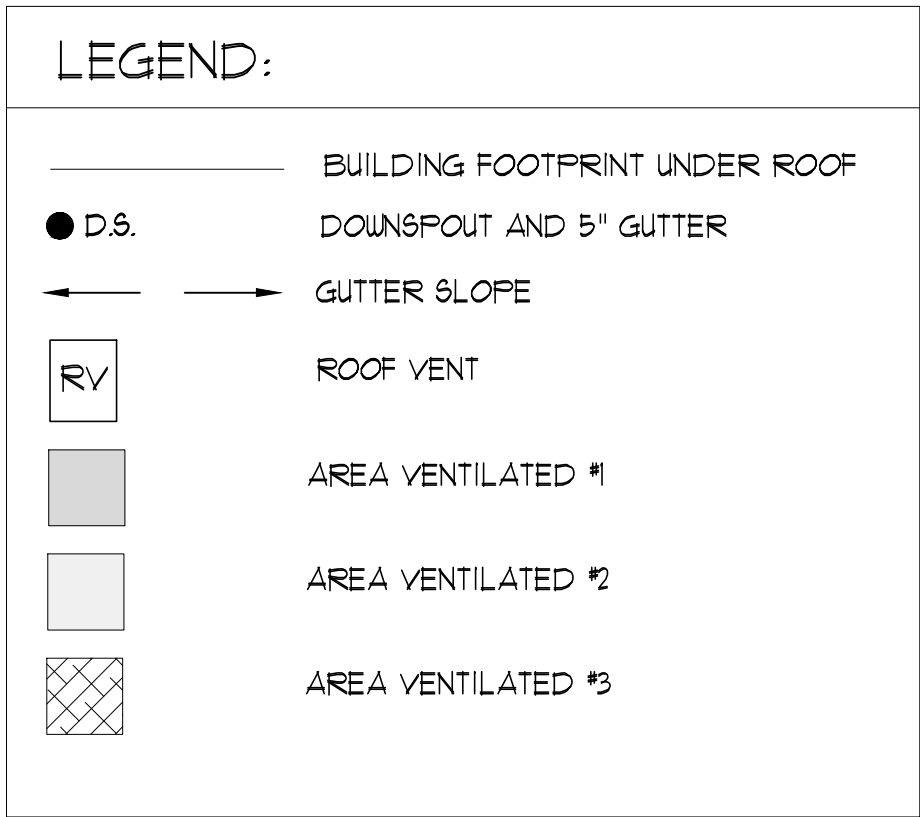 LEGEND:
BUILDING FOOTPRINT UNDER ROOF
D.S. DOWNSPOUT AND 5" GUTTER
GUTTER SLOPE
RV ROOF VENT
AREA VENTILATED #1
AREA VENTILATED #2
AREA VENTILATED #3